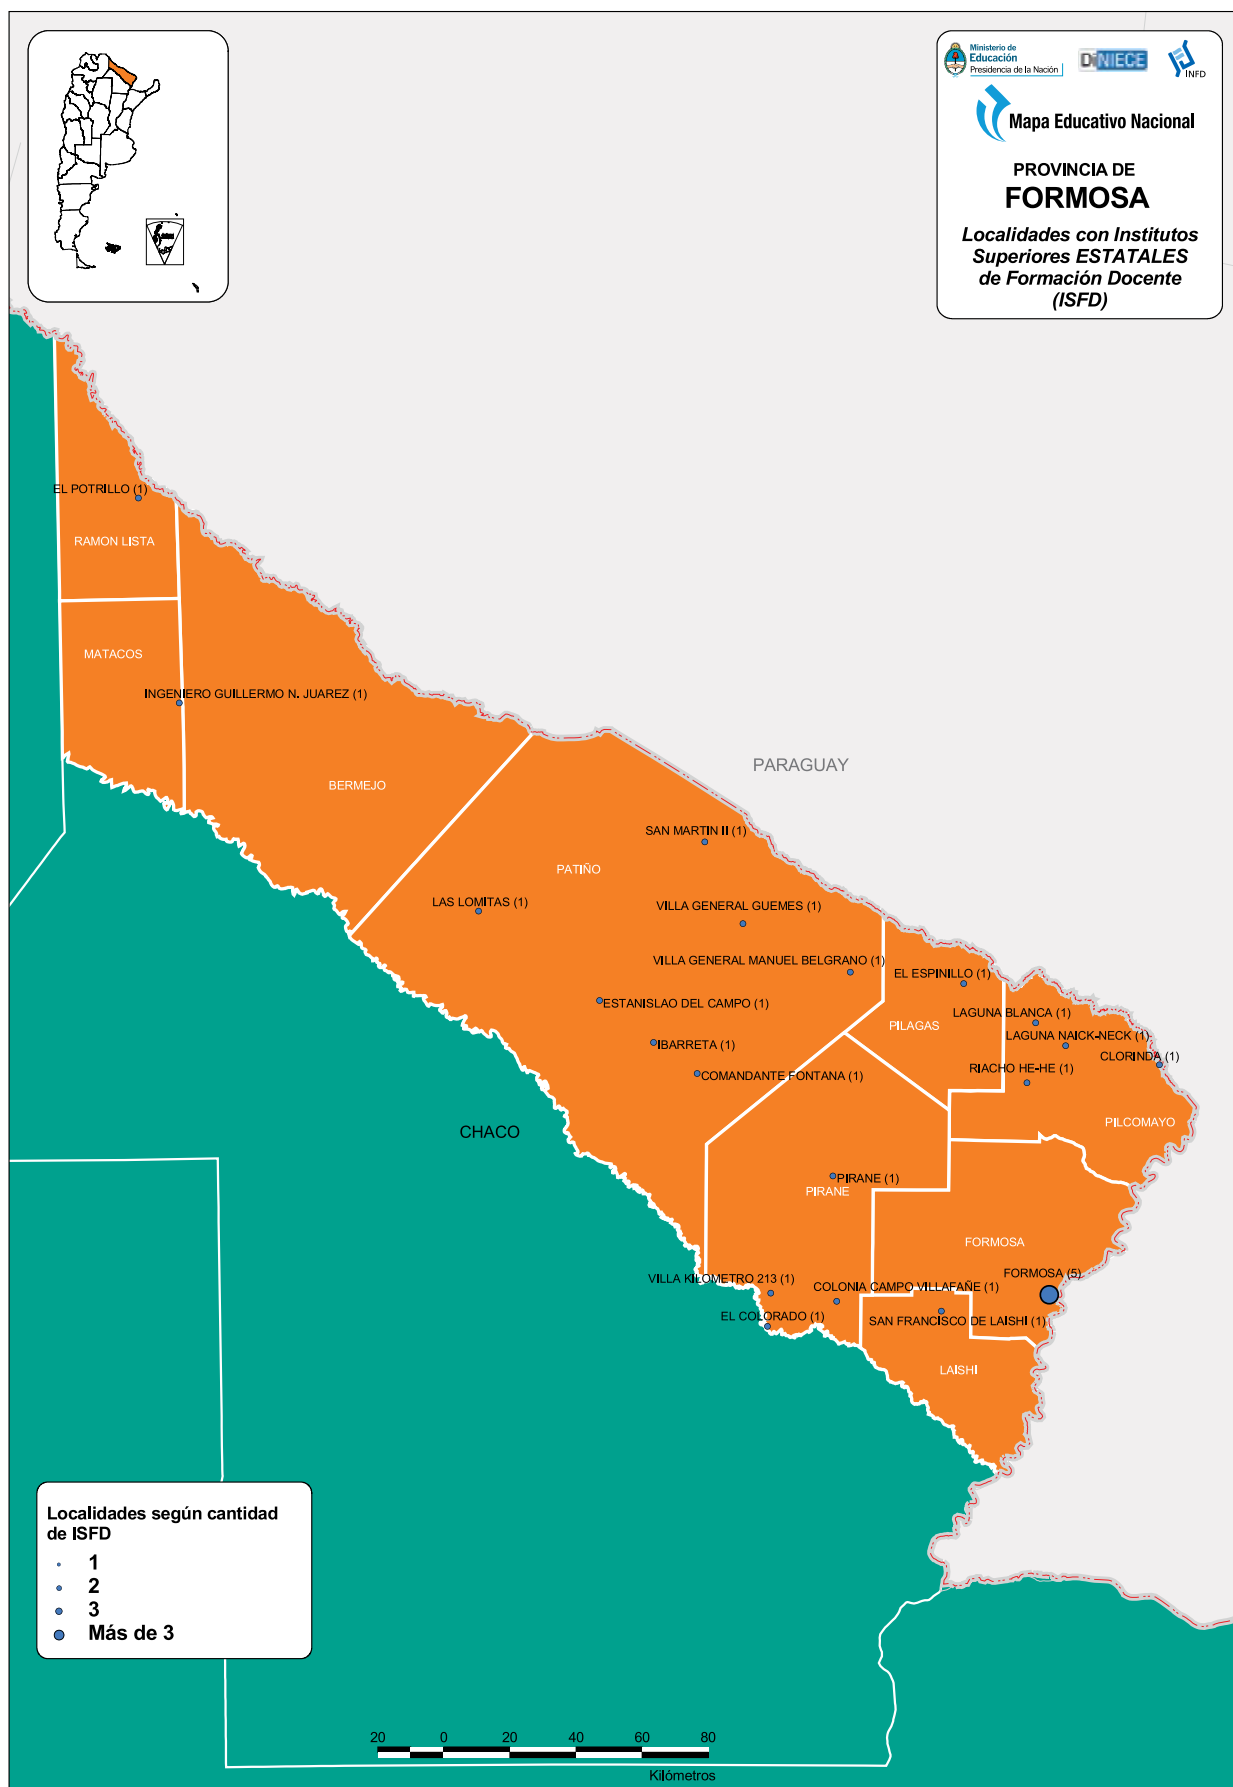 Ministerio de
Educación
Presidencia de la Nación
DiNIECE
INFD
Mapa Educativo Nacional
PROVINCIA DE
FORMOSA
Localidades con Institutos
Superiores ESTATALES
de Formación Docente
(ISFD)
EL POTRILLO (1)
RAMON LISTA
MATACOS
INGENIERO GUILLERMO N. JUAREZ (1)
BERMEJO
PARAGUAY
SAN MARTIN II (1)
PATIÑO
LAS LOMITAS (1)
VILLA GENERAL GUEMES (1)
VILLA GENERAL MANUEL BELGRANO (1)
EL ESPINILLO (1)
ESTANISLAO DEL CAMPO (1)
LAGUNA BLANCA (1)
PILAGAS
LAGUNA NAICK-NECK (1)
IBARRETA (1)
CLORINDA (1)
RIACHO HE-HE (1)
COMANDANTE FONTANA (1)
PILCOMAYO
CHACO
PIRANE (1)
PIRANE
FORMOSA
FORMOSA (5)
VILLA KILOMETRO 213 (1)
COLONIA CAMPO VILLAFAÑE (1)
EL COLORADO (1)
SAN FRANCISCO DE LAISHI (1)
LAISHI
Localidades según cantidad
de ISFD
1
2
3
Más de 3
20 0 20 40 60 80
Kilómetros